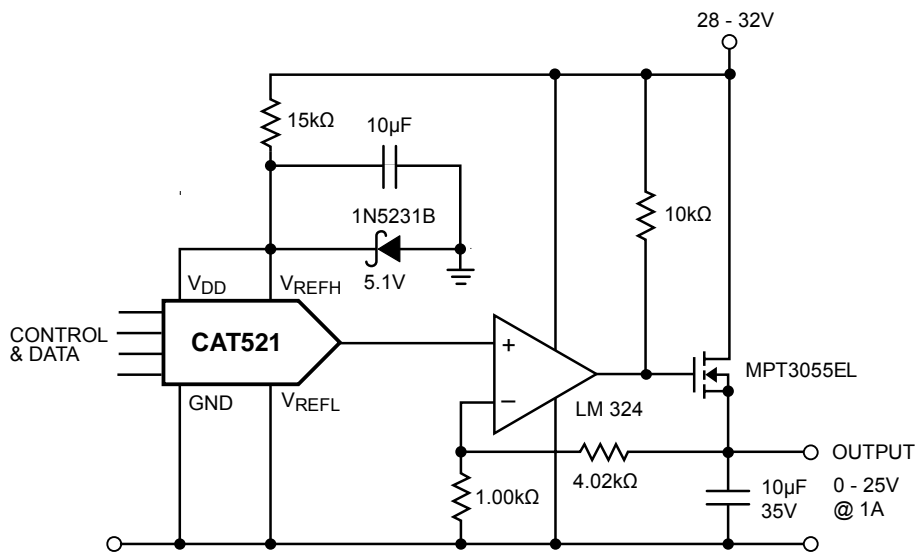 28 - 32V
15kΩ
10µF
1N5231B
10kΩ
5.1V
VDD
VREFH
CONTROL
& DATA
CAT521
+
MPT3055EL
GND
VREFL
–
LM 324
OUTPUT
4.02kΩ
1.00kΩ
10µF
35V
0 - 25V
@ 1A